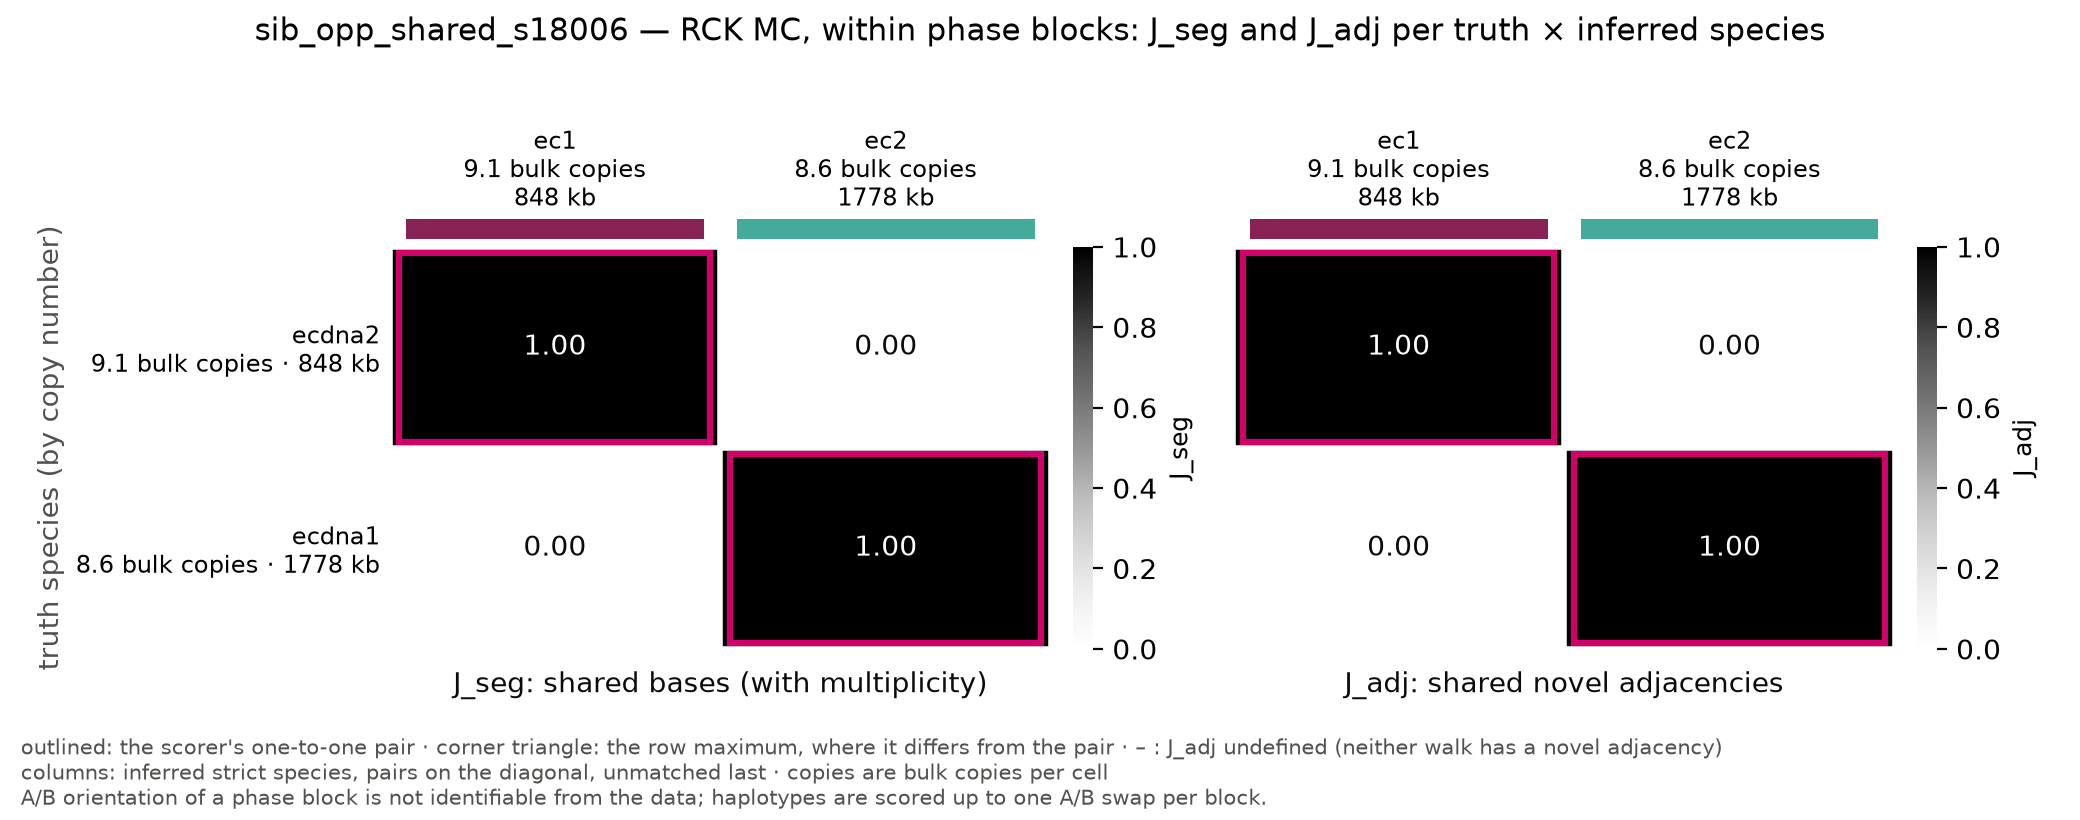 sib_opp_shared_s18006 — RCK MC, within phase blocks: J_seg and J_adj per truth × inferred species
ec1
9.1 bulk copies
848 kb
ec2
8.6 bulk copies
1778 kb
ec1
9.1 bulk copies
848 kb
ec2
8.6 bulk copies
1778 kb
truth species (by copy number)
ecdna2
9.1 bulk copies · 848 kb
ecdna1
8.6 bulk copies · 1778 kb
1.00
0.00
0.00
1.00
1.0
0.8
0.6
0.4
0.2
0.0
J_seg
1.00
0.00
0.00
1.00
1.0
0.8
0.6
0.4
0.2
0.0
J_adj
J_seg: shared bases (with multiplicity)
J_adj: shared novel adjacencies
outlined: the scorer's one-to-one pair · corner triangle: the row maximum, where it differs from the pair · – : J_adj undefined (neither walk has a novel adjacency)
columns: inferred strict species, pairs on the diagonal, unmatched last · copies are bulk copies per cell
A/B orientation of a phase block is not identifiable from the data; haplotypes are scored up to one A/B swap per block.